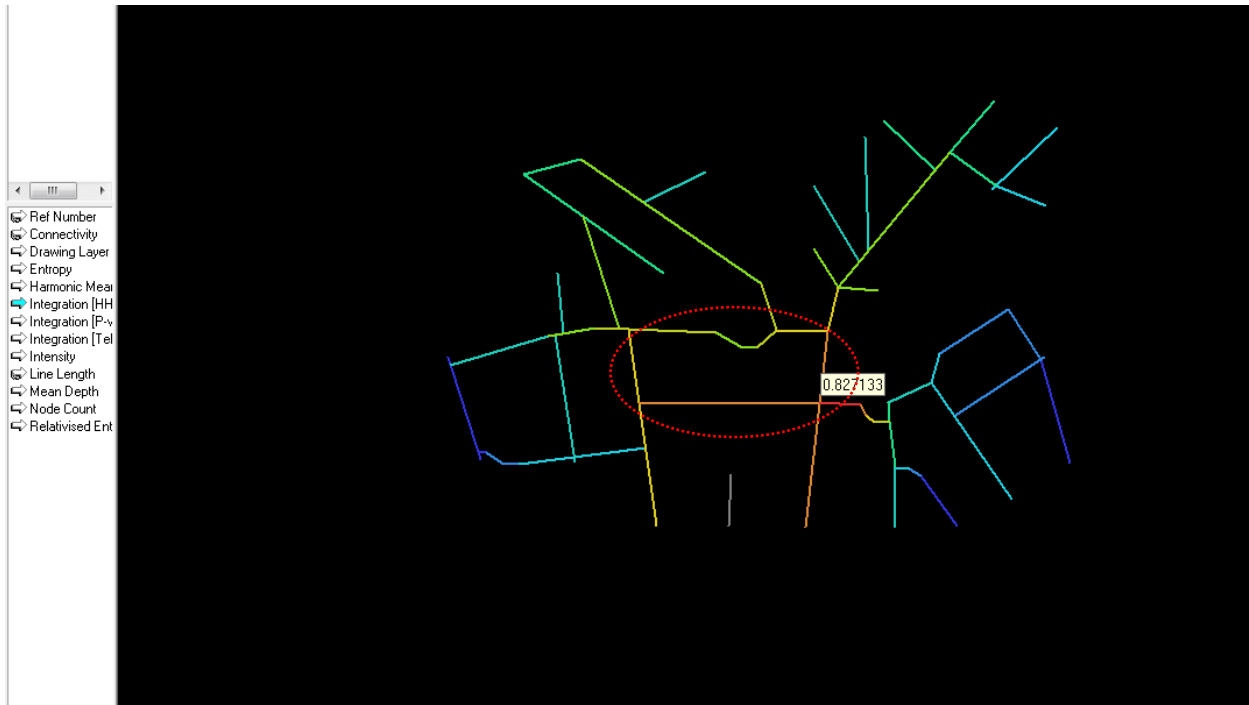 Ref Number
Connectivity
Drawing Layer
Entropy
Harmonic Mean
Integration [HH
Integration [P-v
Integration [Tel
Intensity
Line Length
Mean Depth
Node Count
Relativised Ent
0.827133